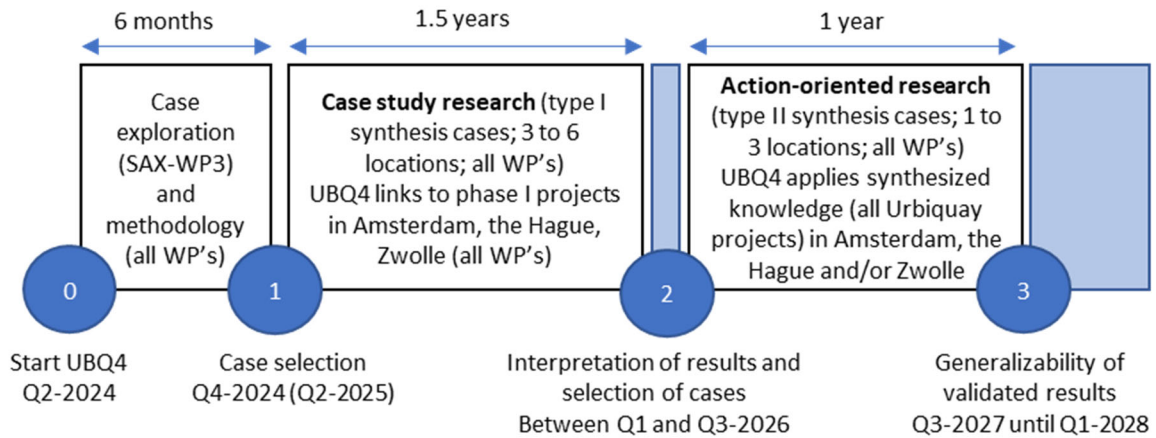 6 months
1.5 years
1 year
Case
exploration
(SAX-WP3)
and
methodology
(all WP's)
Case study research (type I
synthesis cases; 3 to 6
locations; all WP's)
UBQ4 links to phase I projects
in Amsterdam, the Hague,
Zwolle (all WP's)
Action-oriented research
(type II synthesis cases; 1 to
3 locations; all WP's)
UBQ4 applies synthesized
knowledge (all Urbiquay
projects) in Amsterdam, the
Hague and/or Zwolle
0
1
2
3
Start UBQ4
Q2-2024
Case selection
Q4-2024 (Q2-2025)
Interpretation of results and
selection of cases
Between Q1 and Q3-2026
Generalizability of
validated results
Q3-2027 until Q1-2028